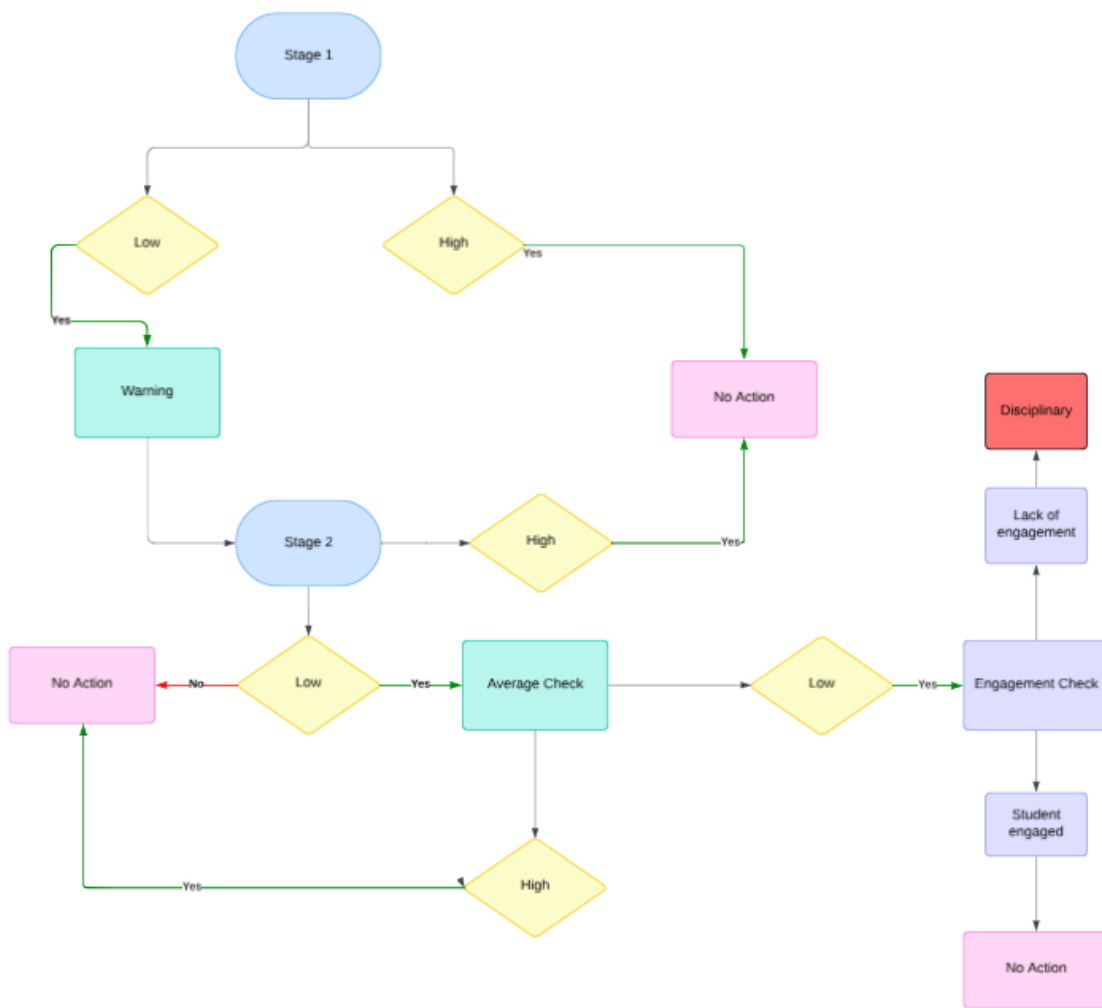 Stage 1
Low
High
Yes
Yes
Warning
No Action
Disciplinary
Lack of
engagement
Stage 2
High
Yes
No Action
No
Low
Yes
Average Check
Low
Yes
Engagement Check
Student
engaged
Yes
High
No Action